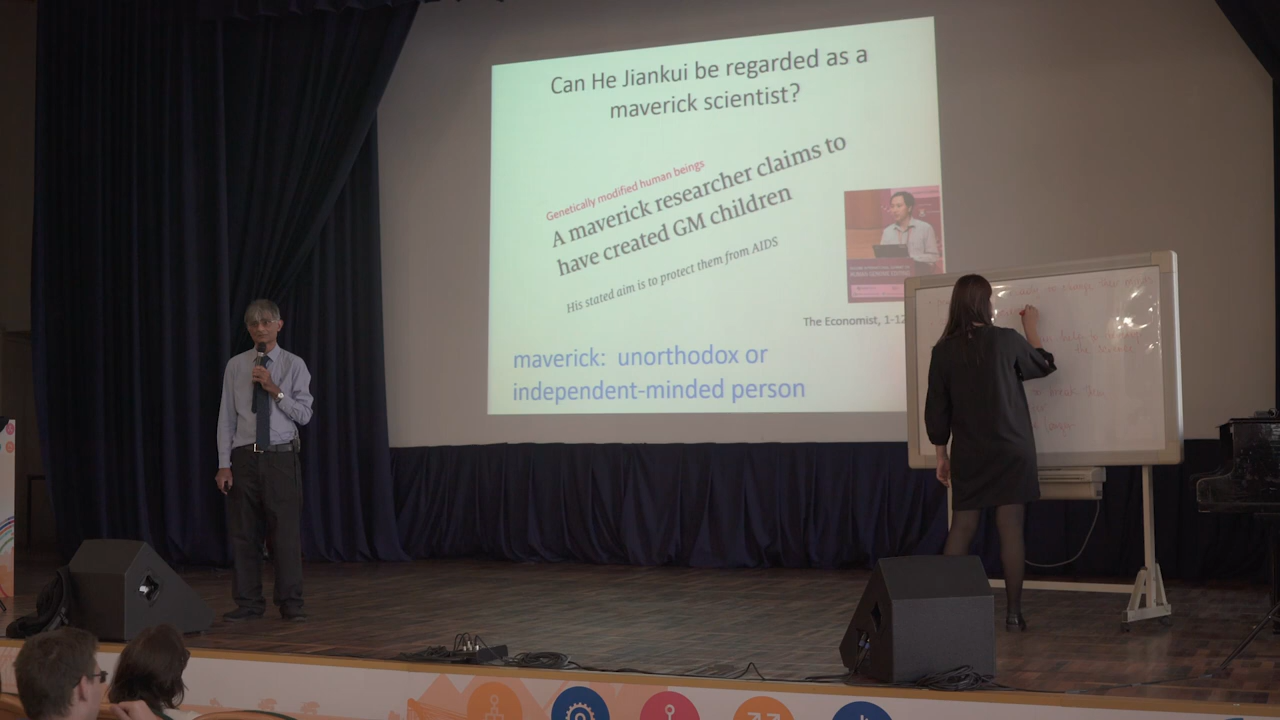 Can He Jiankui be regarded as a
maverick scientist?
Genetically modified human beings
A maverick researcher claims to
have created GM children
His stated aim is to protect them from AIDS
The Economist, 1-12
maverick: unorthodox or
independent-minded person